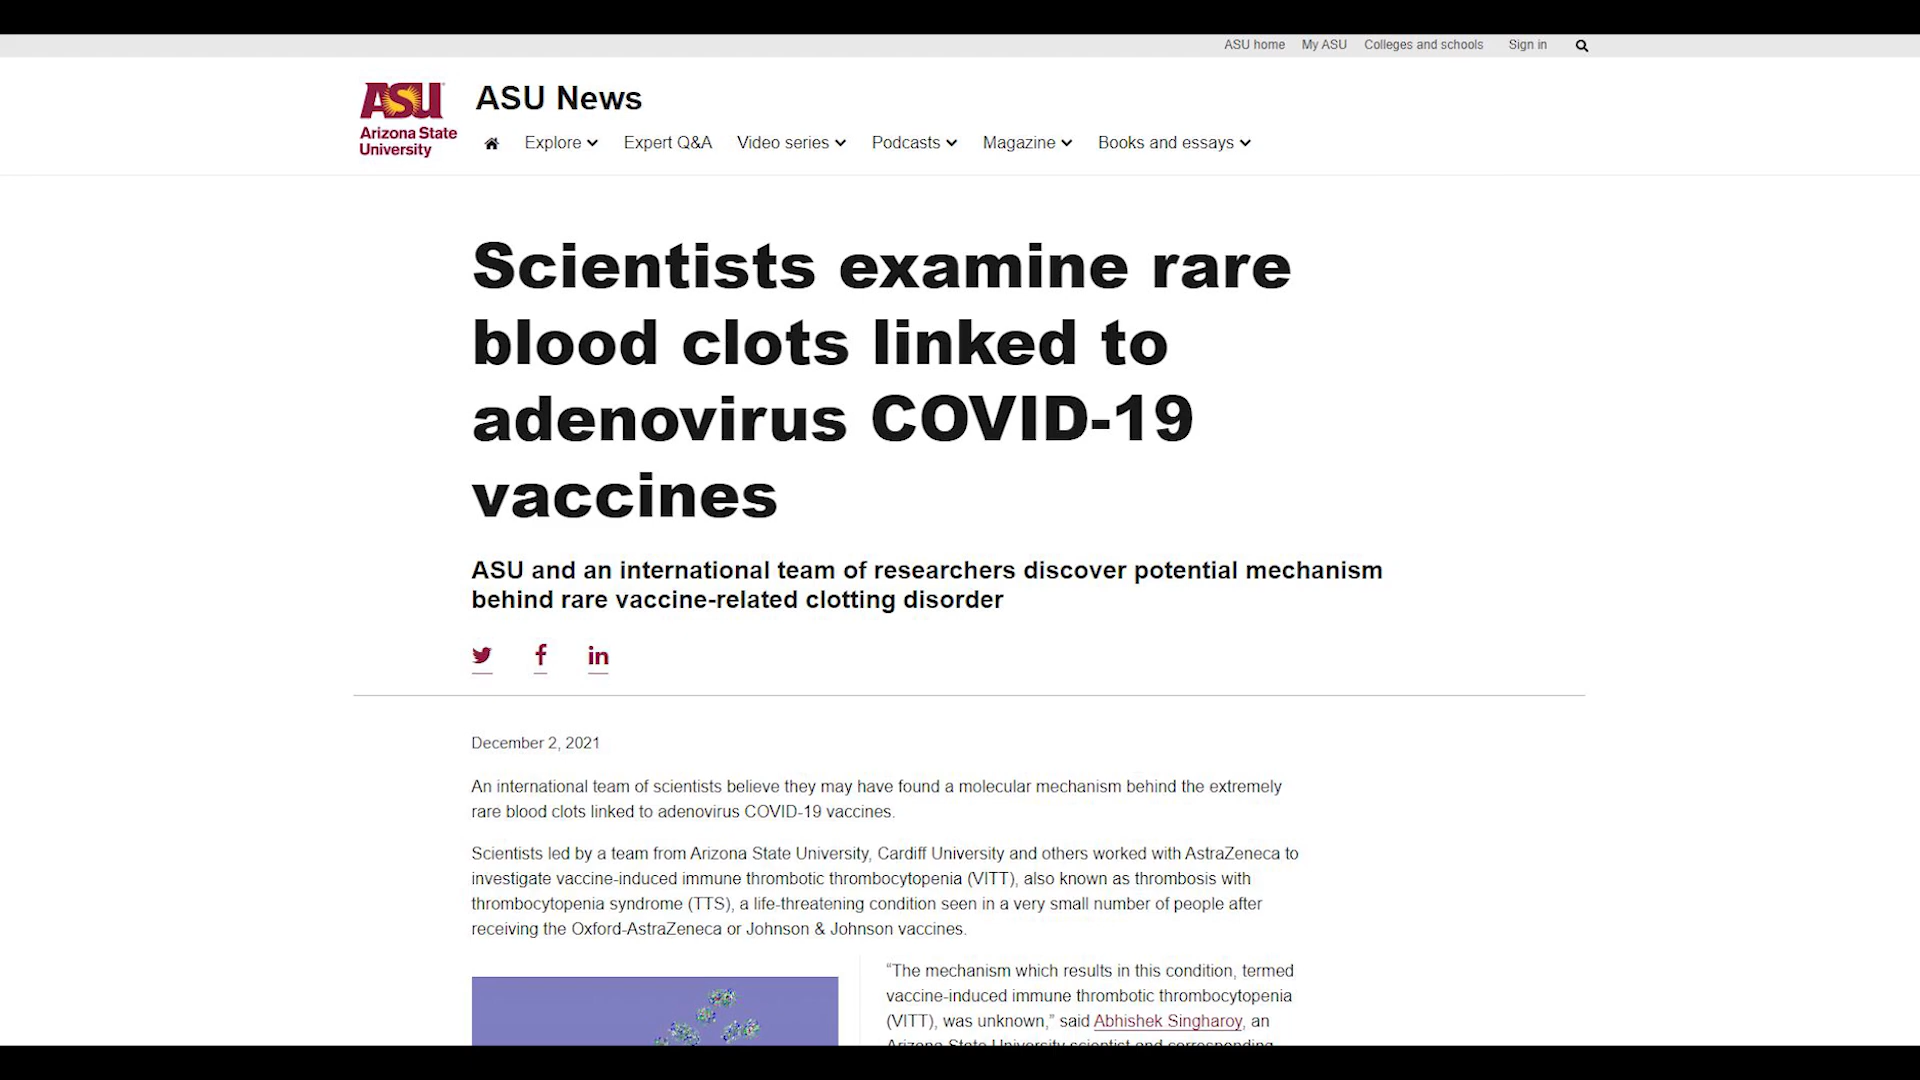 ASU home My ASU Colleges and schools Sign in
ASU
Arizona State
University
ASU News
Explore Expert Q&A Video series Podcasts Magazine Books and essays
Scientists examine rare
blood clots linked to
adenovirus COVID-19
vaccines
ASU and an international team of researchers discover potential mechanism
behind rare vaccine-related clotting disorder
December 2, 2021
An international team of scientists believe they may have found a molecular mechanism behind the extremely
rare blood clots linked to adenovirus COVID-19 vaccines.
Scientists led by a team from Arizona State University, Cardiff University and others worked with AstraZeneca to
investigate vaccine-induced immune thrombotic thrombocytopenia (VITT), also known as thrombosis with
thrombocytopenia syndrome (TTS), a life-threatening condition seen in a very small number of people after
receiving the Oxford-AstraZeneca or Johnson & Johnson vaccines.
“The mechanism which results in this condition, termed
vaccine-induced immune thrombotic thrombocytopenia
(VITT), was unknown,” said Abhishek Singharoy, an
Arizona State University scientist and corresponding